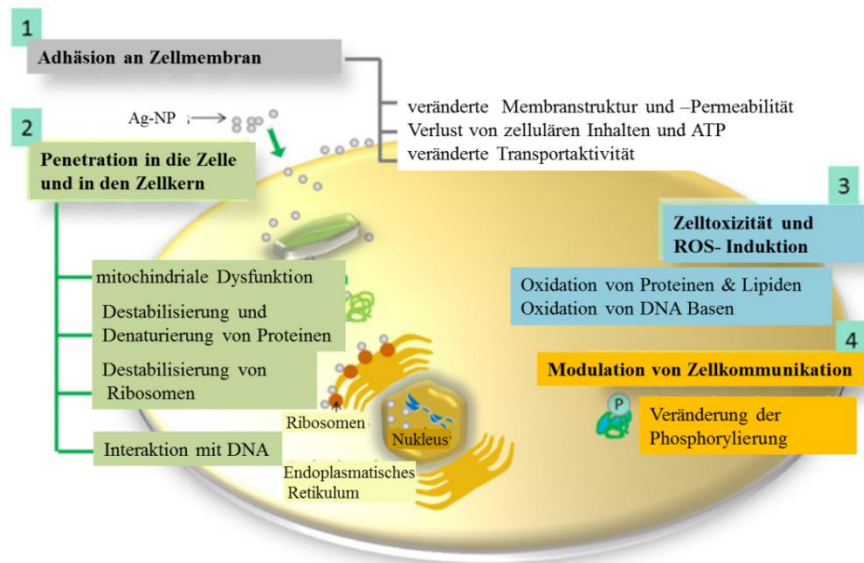 1
Adhäsion an Zellmembran
veränderte Membranstruktur und –Permeabilität
Verlust von zellulären Inhalten und ATP
veränderte Transportaktivität
Ag-NP
2
Penetration in die Zelle
und in den Zellkern
mitochindriale Dysfunktion
Destabilisierung und
Denaturierung von Proteinen
Destabilisierung von
Ribosomen
Interaktion mit DNA
Ribosomen
Nukleus
Endoplasmatisches
Retikulum
3
Zelltoxizität und
ROS- Induktion
Oxidation von Proteinen & Lipiden
Oxidation von DNA Basen
4
Modulation von Zellkommunikation
P
Veränderung der
Phosphorylierung